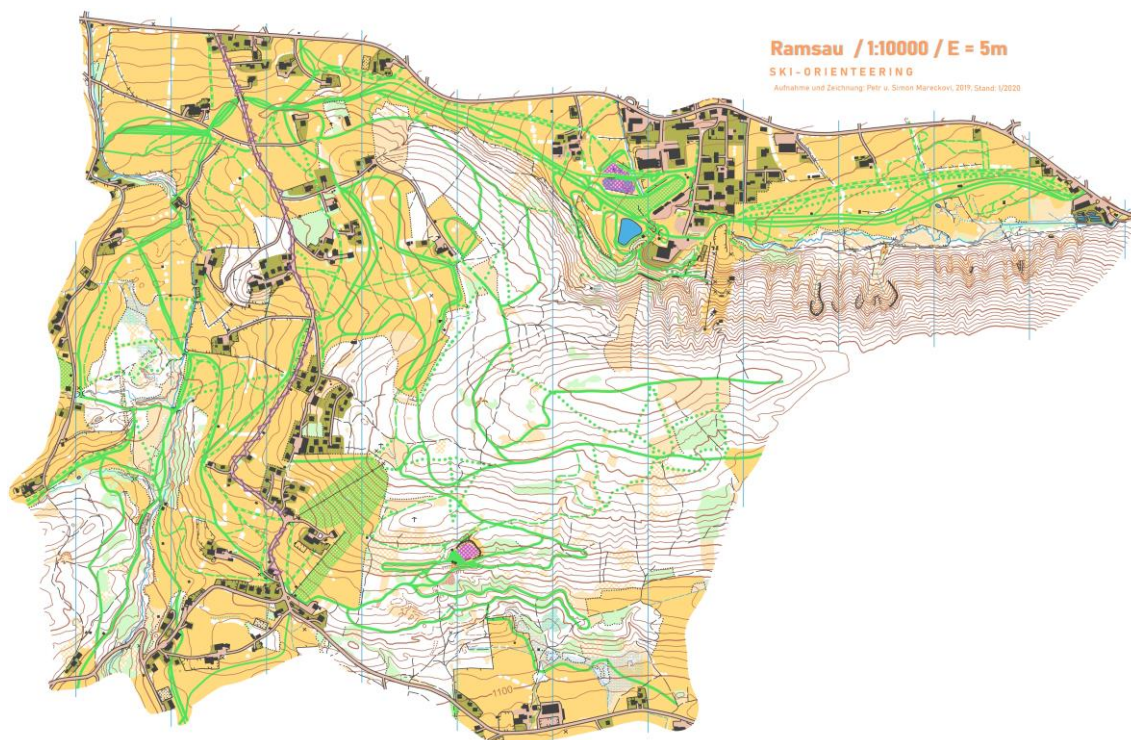 Ramsau / 1:10000 / E = 5m
SKI-ORIENTEERING
Aufnahme und Zeichnung: Petr u. Simon Mareckovi, 2019, Stand: 1/2020
1100